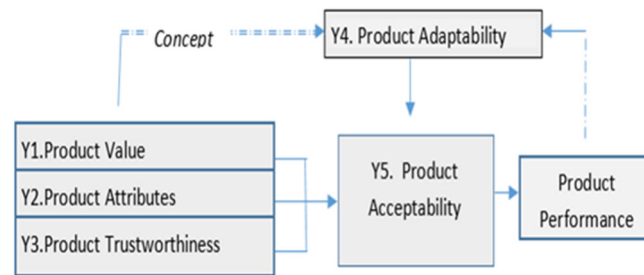 Concept
Y4. Product Adaptability
Y1.Product Value
Y2.Product Attributes
Y3.Product Trustworthiness
Y5. Product
Acceptability
Product
Performance